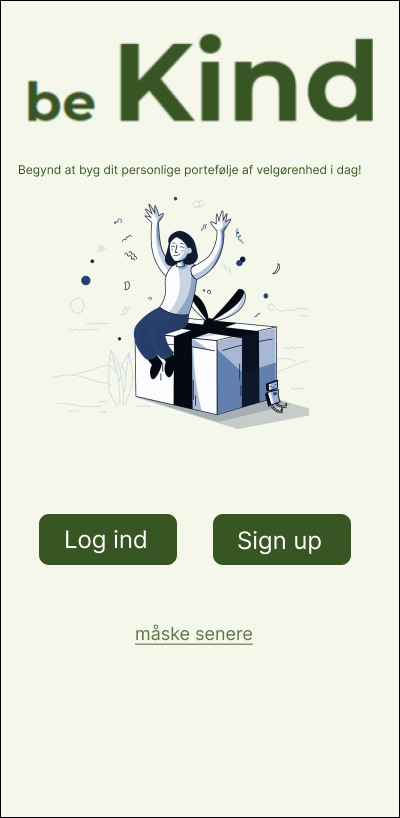 be Kind
Begynd at byg dit personlige portefølje af velgørenhed i dag!
Log ind
Sign up
måske senere